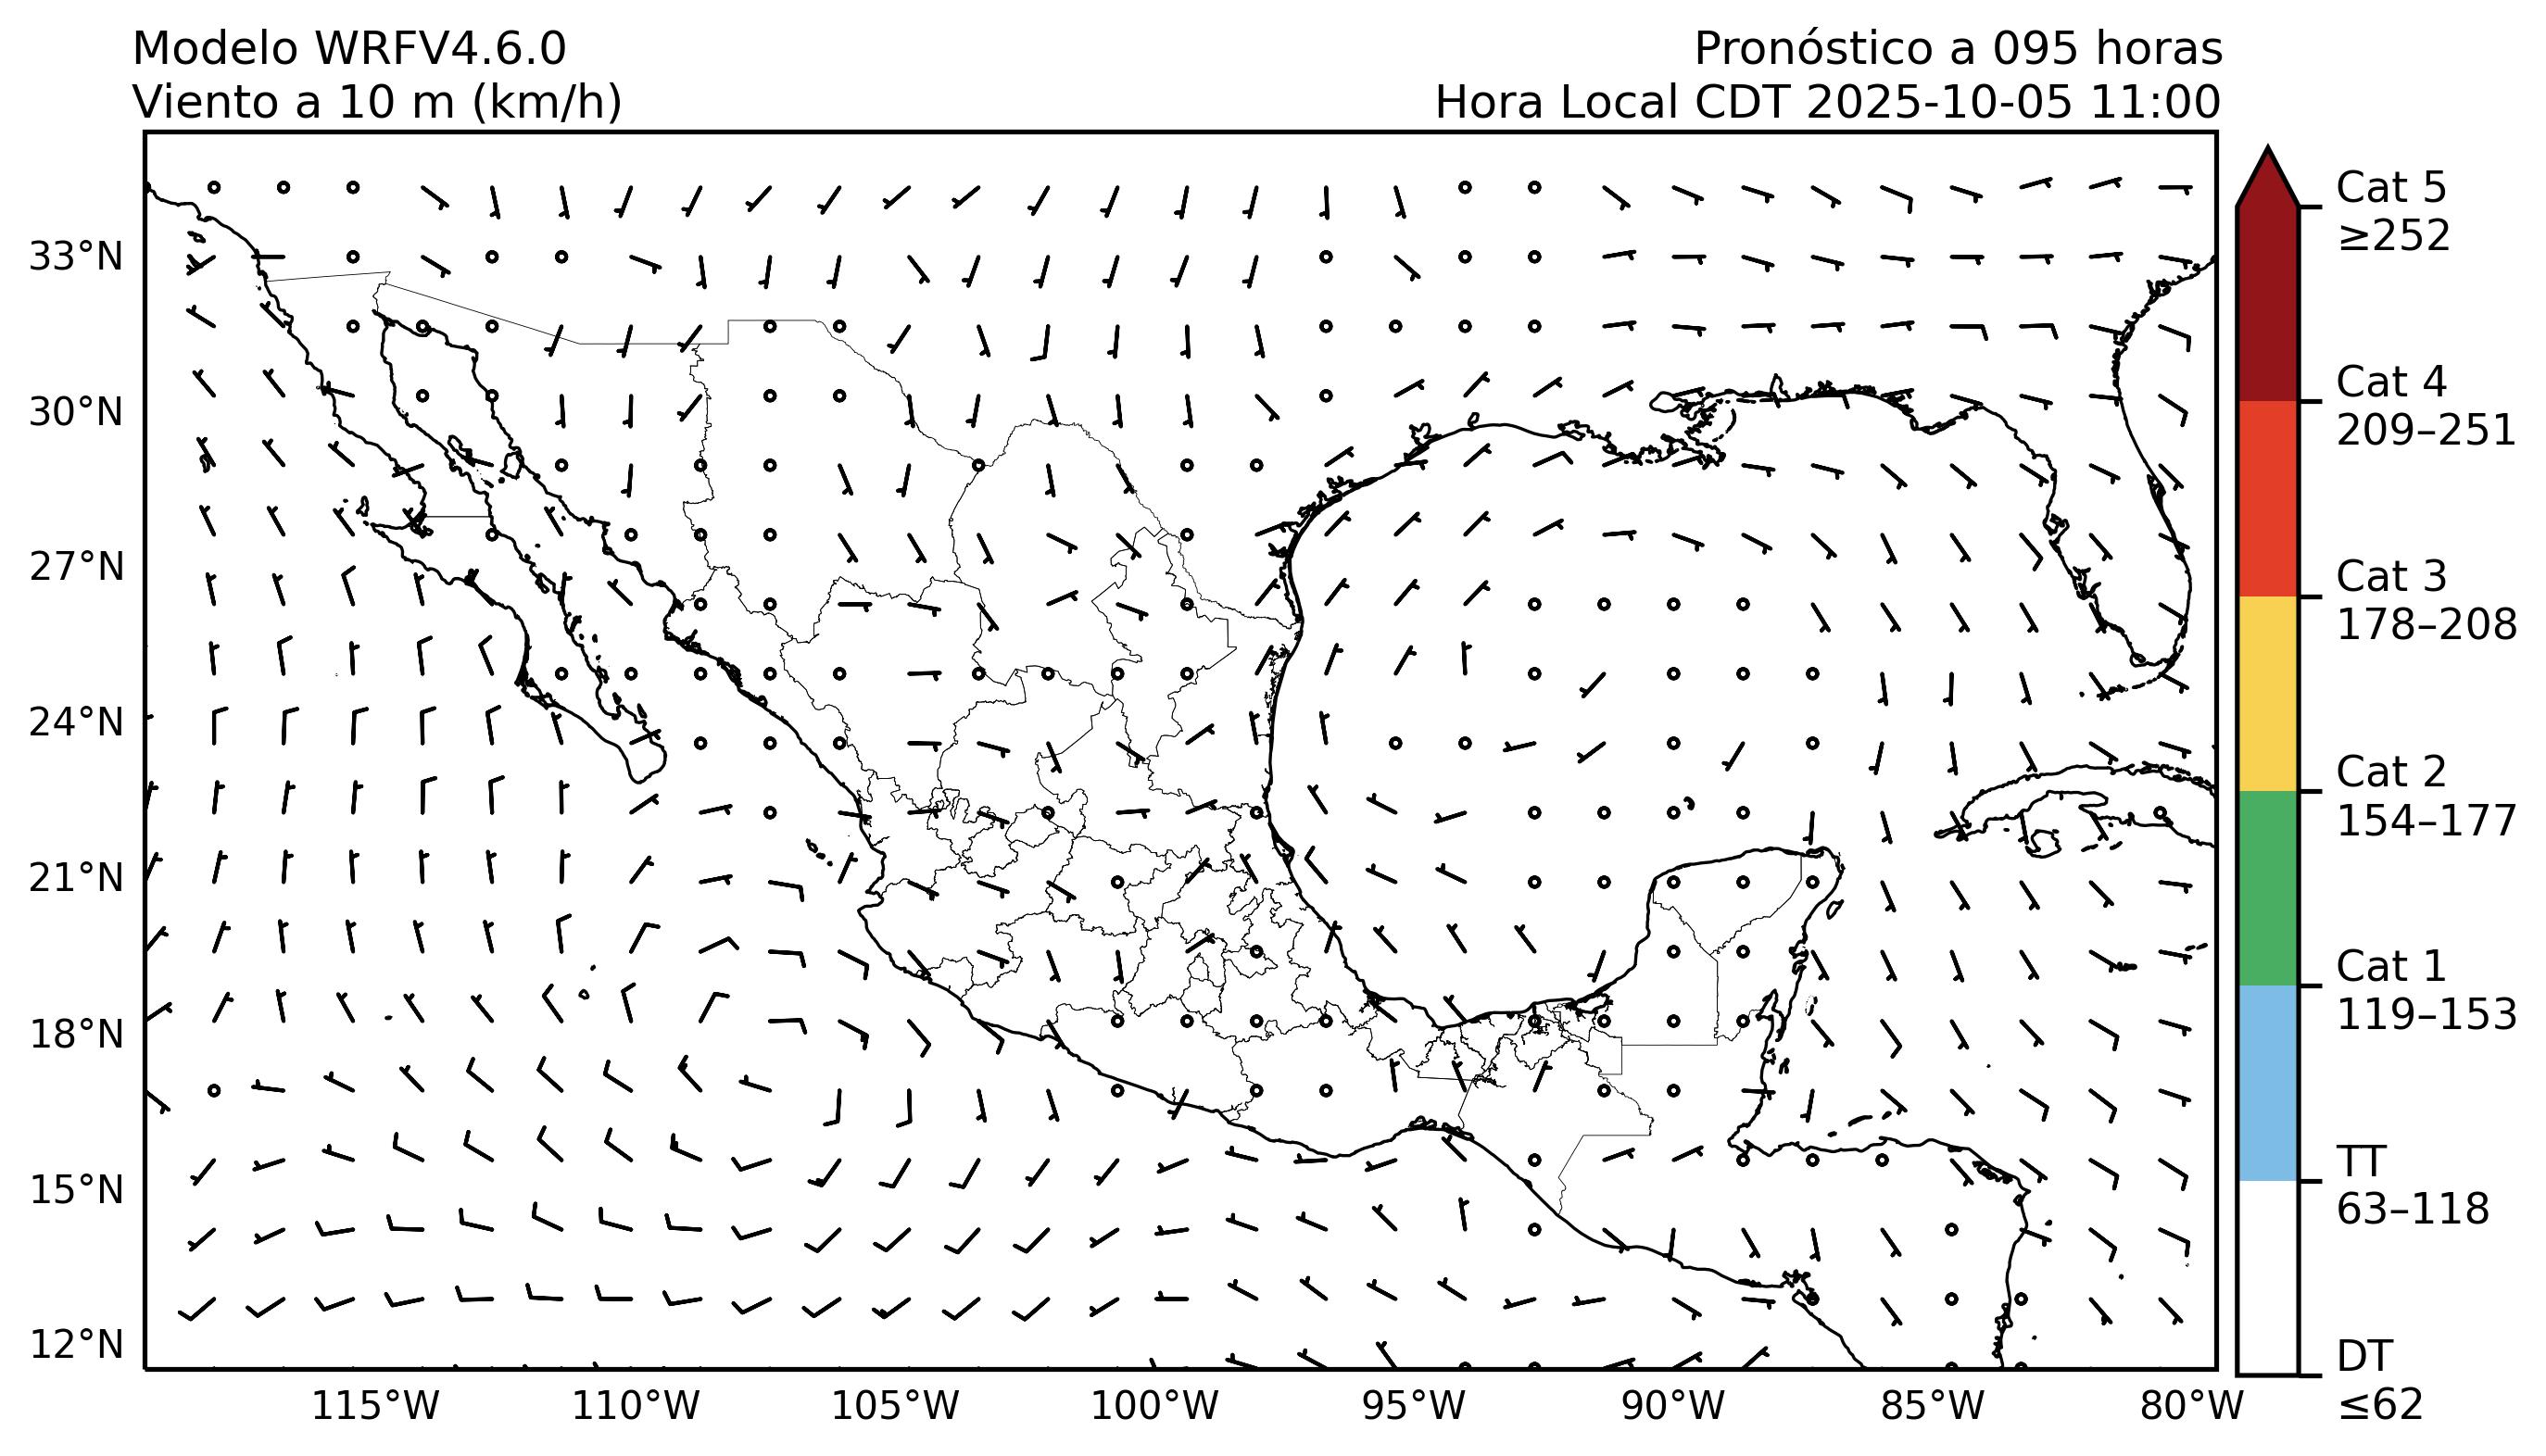 Modelo WRFV4.6.0
Viento a 10 m (km/h)
Pronóstico a 095 horas
Hora Local CDT 2025-10-05 11:00
33°N
30°N
27°N
24°N
21°N
18°N
15°N
12°N
115°W
110°W
105°W
100°W
95°W
90°W
85°W
80°W
Cat 5
≥252
Cat 4
209–251
Cat 3
178–208
Cat 2
154–177
Cat 1
119–153
TT
63–118
DT
≤62